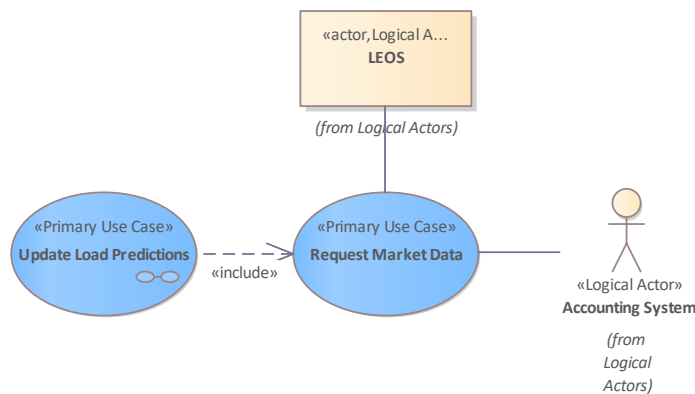 «actor,Logical A...
LEOS
(from Logical Actors)
«Primary Use Case»
Update Load Predictions
«include»
«Primary Use Case»
Request Market Data
«Logical Actor»
Accounting System
(from
Logical
Actors)